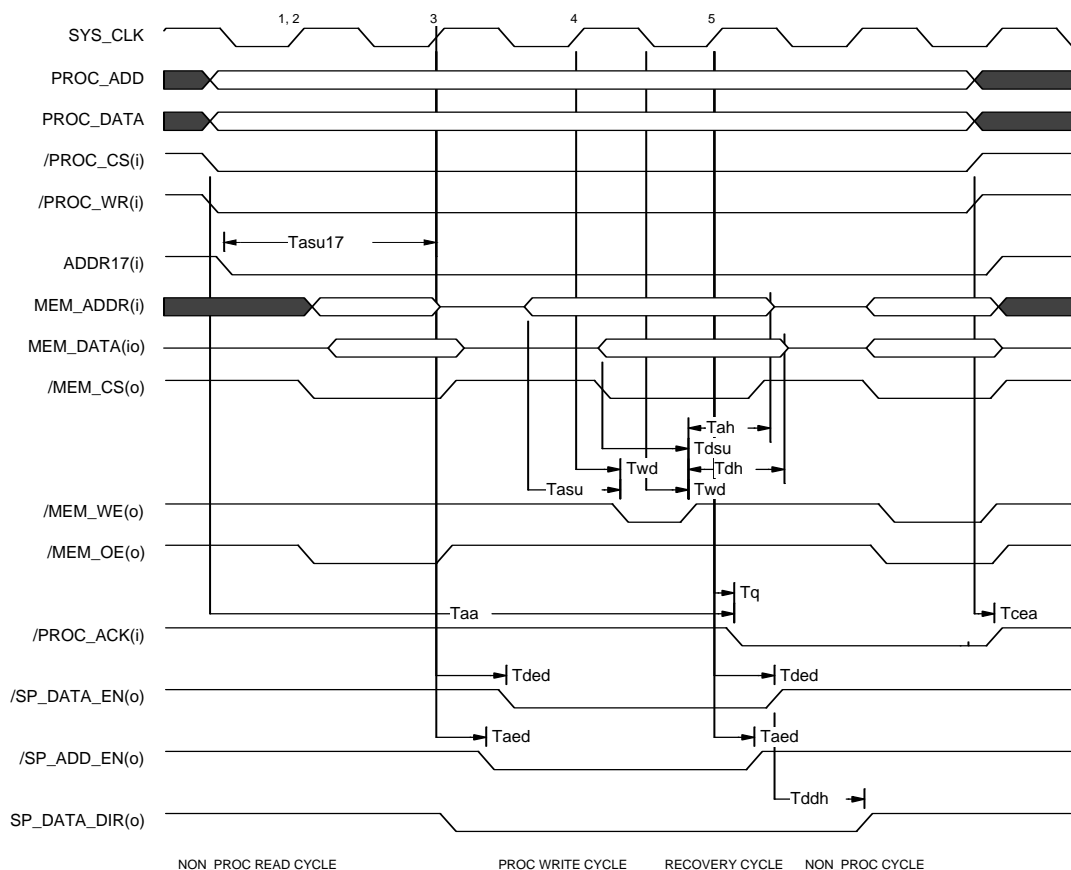 1, 2 3 4 5
SYS_CLK
PROC_ADD
PROC_DATA
/PROC_CS(i)
/PROC_WR(i)
Tasu17
ADDR17(i)
MEM_ADDR(i)
MEM_DATA(io)
/MEM_CS(o)
Tah
Tdsu
Twd Tdh
Tasu Twd
/MEM_WE(o)
/MEM_OE(o)
Tq
Taa Tcea
/PROC_ACK(i)
Tded Tded
/SP_DATA_EN(o)
Taed Taed
/SP_ADD_EN(o)
Tddh
SP_DATA_DIR(o)
NON PROC READ CYCLE PROC WRITE CYCLE RECOVERY CYCLE NON PROC CYCLE